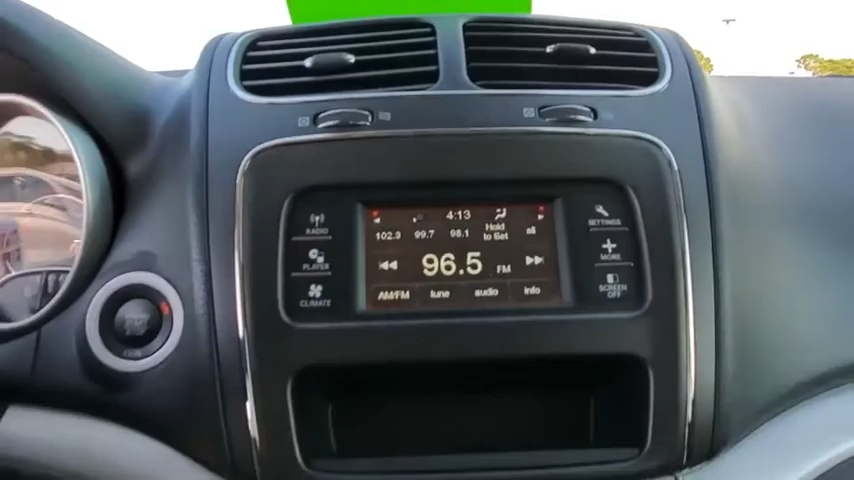 4:13
RADIO
PLAYER
CLIMATE
102.3 99.7 98.1 Hold to Set all
96.5 FM
AM/FM tune audio info
SETTINGS
MORE
SCREEN OFF